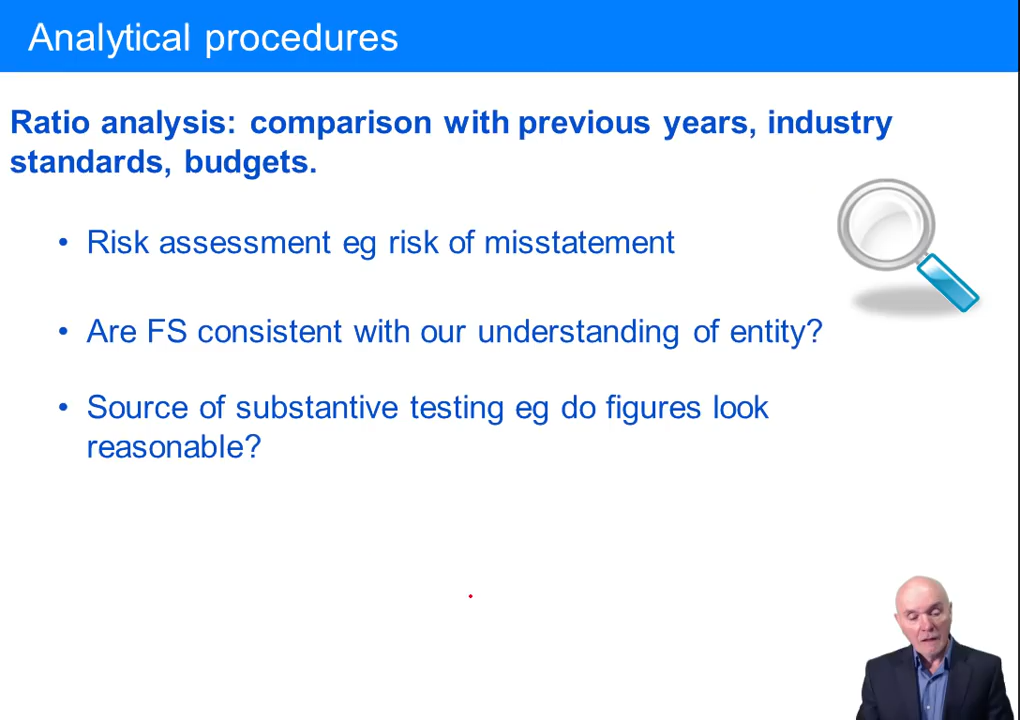 Analytical procedures
Ratio analysis: comparison with previous years, industry
standards, budgets.
• Risk assessment eg risk of misstatement
• Are FS consistent with our understanding of entity?
• Source of substantive testing eg do figures look
reasonable?